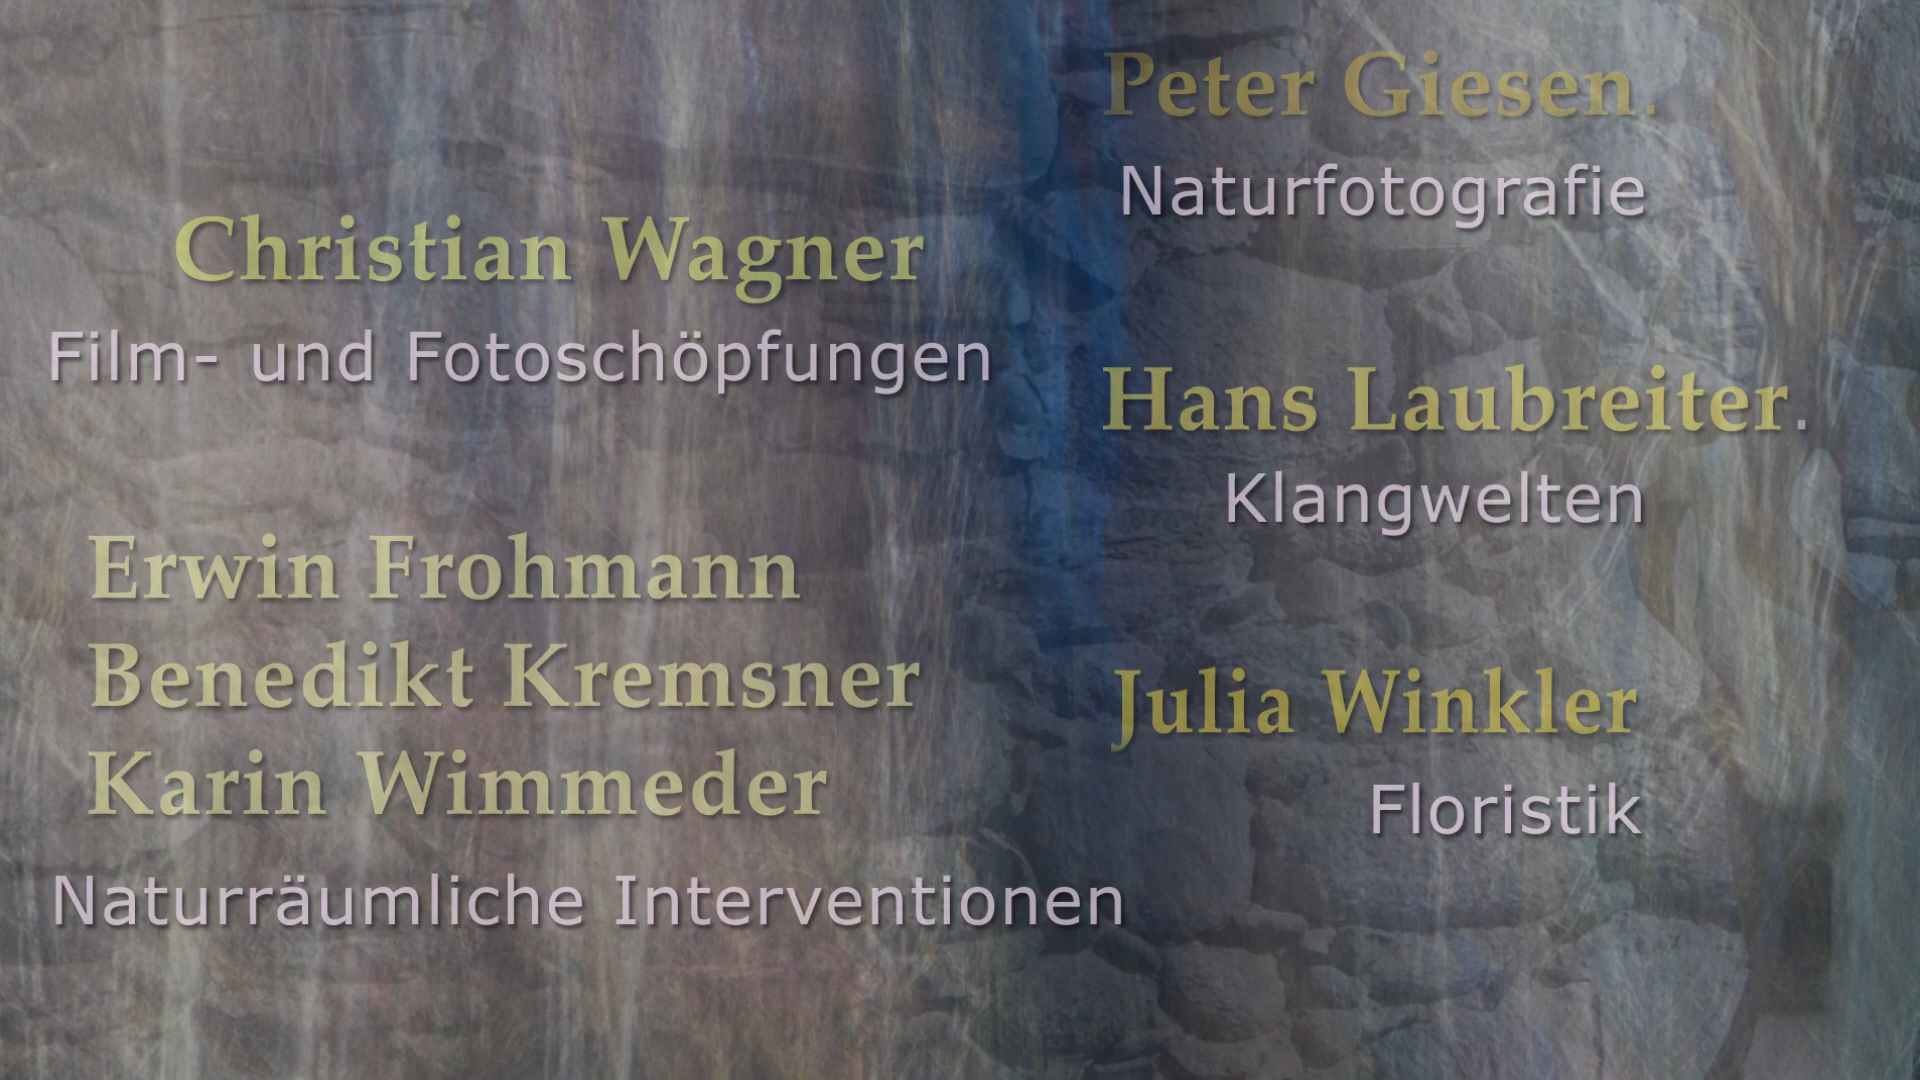 Christian Wagner
Film- und Fotoschöpfungen
Erwin Frohmann
Benedikt Kremsner
Karin Wimmeder
Naturräumliche Interventionen
Peter Giesen.
Naturfotografie
Hans Laubreiter.
Klangwelten
Julia Winkler
Floristik